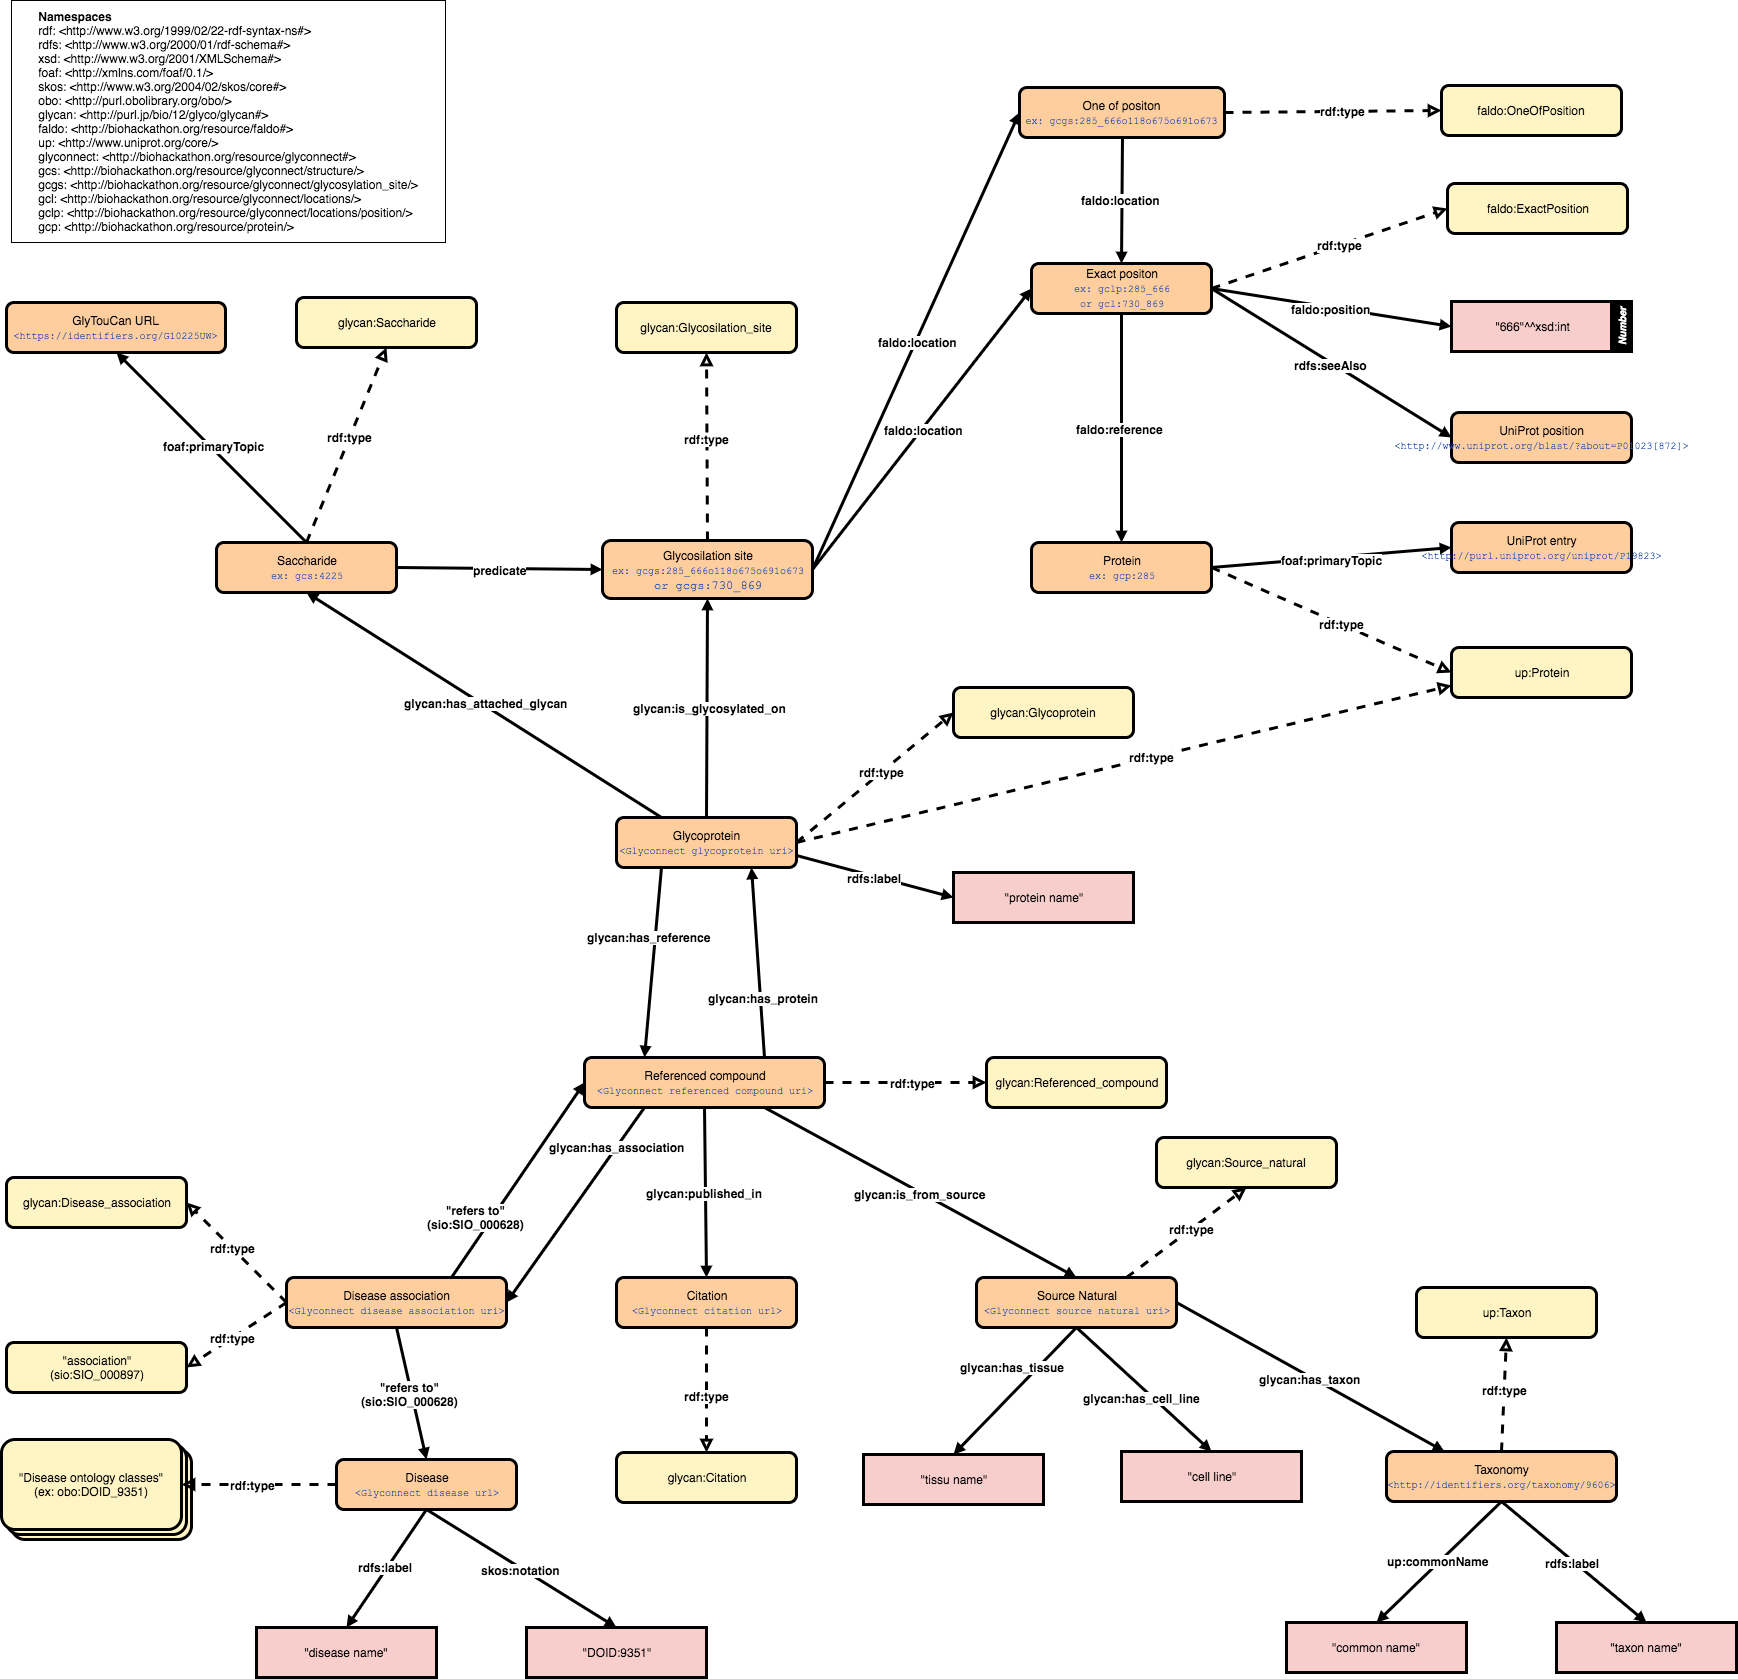 Namespaces
rdf: <http://www.w3.org/1999/02/22-rdf-syntax-ns#>
rdfs: <http://www.w3.org/2000/01/rdf-schema#>
xsd: <http://www.w3.org/2001/XMLSchema#>
foaf: <http://xmlns.com/foaf/0.1/>
skos: <http://www.w3.org/2004/02/skos/core#>
obo: <http://purl.obolibrary.org/obo/>
glycan: <http://purl.jp/bio/12/glyco/glycan#>
faldo: <http://biohackathon.org/resource/faldo#>
up: <http://www.uniprot.org/core/>
glyconnect: <http://biohackathon.org/resource/glyconnect#>
gcs: <http://biohackathon.org/resource/glyconnect/structure/>
gcgs: <http://biohackathon.org/resource/glyconnect/glycosylation_site/>
gcl: <http://biohackathon.org/resource/glyconnect/locations/>
gclp: <http://biohackathon.org/resource/glyconnect/locations/position/>
gcp: <http://biohackathon.org/resource/protein/>
One of positon
ex: gcgs:285_666o118o675o691o673
rdf:type
faldo:OneOfPosition
faldo:location
faldo:ExactPosition
rdf:type
Exact positon
ex: gclp:285_666
or gcl:730_869
faldo:position
"666"^^xsd:int
Number
rdfs:seeAlso
UniProt position
GlyTouCan URL
<https://identifiers.org/G10225UW>
glycan:Saccharide
glycan:Glycosilation_site
faldo:location
faldo:location
faldo:reference
foaf:primaryTopic
rdf:type
rdf:type
Saccharide
ex: gcs:4225
predicate
Glycosilation site
ex: gcgs:285_666o118o675o691o673
or gcgs:730_869
Protein
ex: gcp:285
foaf:primaryTopic
UniProt entry
rdf:type
up:Protein
glycan:has_attached_glycan
glycan:is_glycosylated_on
glycan:Glycoprotein
rdf:type
rdf:type
Glycoprotein
<Glyconnect glycoprotein uri>
rdfs:label
"protein name"
glycan:has_reference
glycan:has_protein
Referenced compound
<Glyconnect referenced compound uri>
rdf:type
glycan:Referenced_compound
glycan:has_association
glycan:published_in
glycan:is_from_source
glycan:Source_natural
rdf:type
glycan:Disease_association
rdf:type
"refers to"
(sio:SIO_000628)
Disease association
<Glyconnect disease association uri>
Citation
<Glyconnect citation url>
Source Natural
<Glyconnect source natural uri>
up:Taxon
rdf:type
"association"
(sio:SIO_000897)
"refers to"
(sio:SIO_000628)
rdf:type
glycan:has_tissue
glycan:has_cell_line
glycan:has_taxon
rdf:type
"Disease ontology classes"
(ex: obo:DOID_9351)
rdf:type
Disease
<Glyconnect disease url>
glycan:Citation
"tissu name"
"cell line"
Taxonomy
<http://identifiers.org/taxonomy/9606>
rdfs:label
skos:notation
up:commonName
rdfs:label
"disease name"
"DOID:9351"
"common name"
"taxon name"